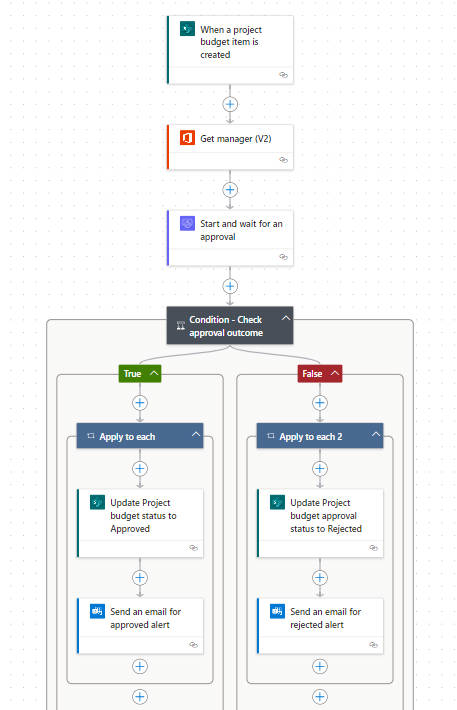 When a project
budget item is
created
Get manager (V2)
Start and wait for an
approval
Condition - Check
approval outcome
True
False
Apply to each
Apply to each 2
Update Project
budget status to
Approved
Update Project
budget approval
status to Rejected
Send an email for
approved alert
Send an email for
rejected alert